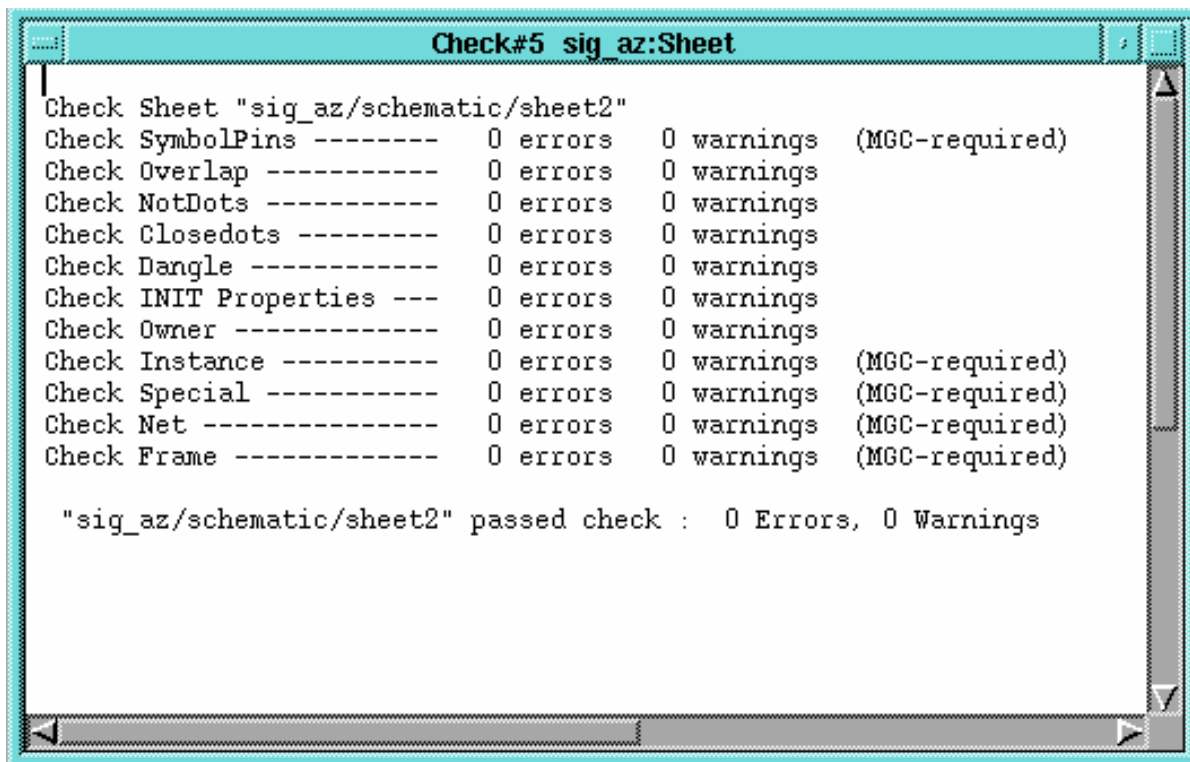 Check#5 sig_az:Sheet
Check Sheet "sig_az/schematic/sheet2"
Check SymbolPins -------- 0 errors 0 warnings (MGC-required)
Check Overlap ----------- 0 errors 0 warnings
Check NotDots ----------- 0 errors 0 warnings
Check Closedots --------- 0 errors 0 warnings
Check Dangle ------------ 0 errors 0 warnings
Check INIT Properties --- 0 errors 0 warnings
Check Owner ------------- 0 errors 0 warnings
Check Instance ---------- 0 errors 0 warnings (MGC-required)
Check Special ----------- 0 errors 0 warnings (MGC-required)
Check Net --------------- 0 errors 0 warnings (MGC-required)
Check Frame ------------- 0 errors 0 warnings (MGC-required)
"sig_az/schematic/sheet2" passed check : 0 Errors, 0 Warnings